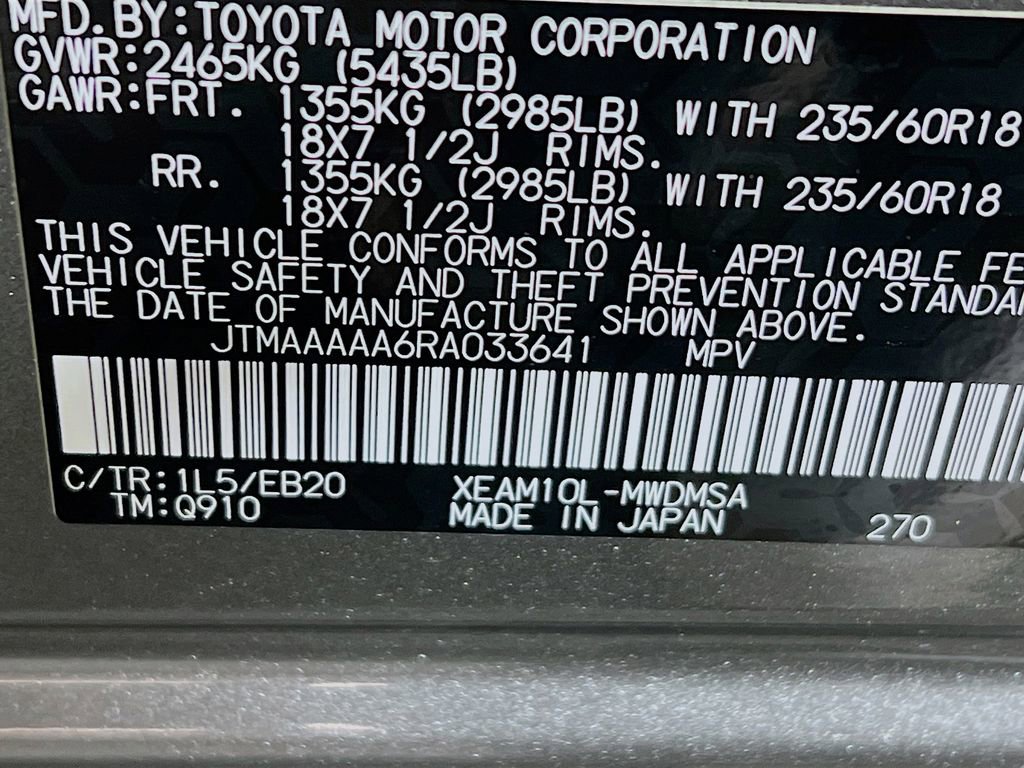 MFD.BY:TOYOTA MOTOR CORPORATION
GVWR:2465KG (5435LB)
GAWR:FRT. 1355KG (2985LB) WITH 235/60R18
18X7 1/2J RIMS.
RR. 1355KG (2985LB) WITH 235/60R18
18X7 1/2J RIMS.
THIS VEHICLE CONFORMS TO ALL APPLICABLE FE
VEHICLE SAFETY AND THEFT PREVENTION STANDA
THE DATE OF MANUFACTURE SHOWN ABOVE.
JTMAAAAA6RA033641 MPV
C/TR:1L5/EB20 XEAM10L-MWDMSA
TM:Q910 MADE IN JAPAN 270